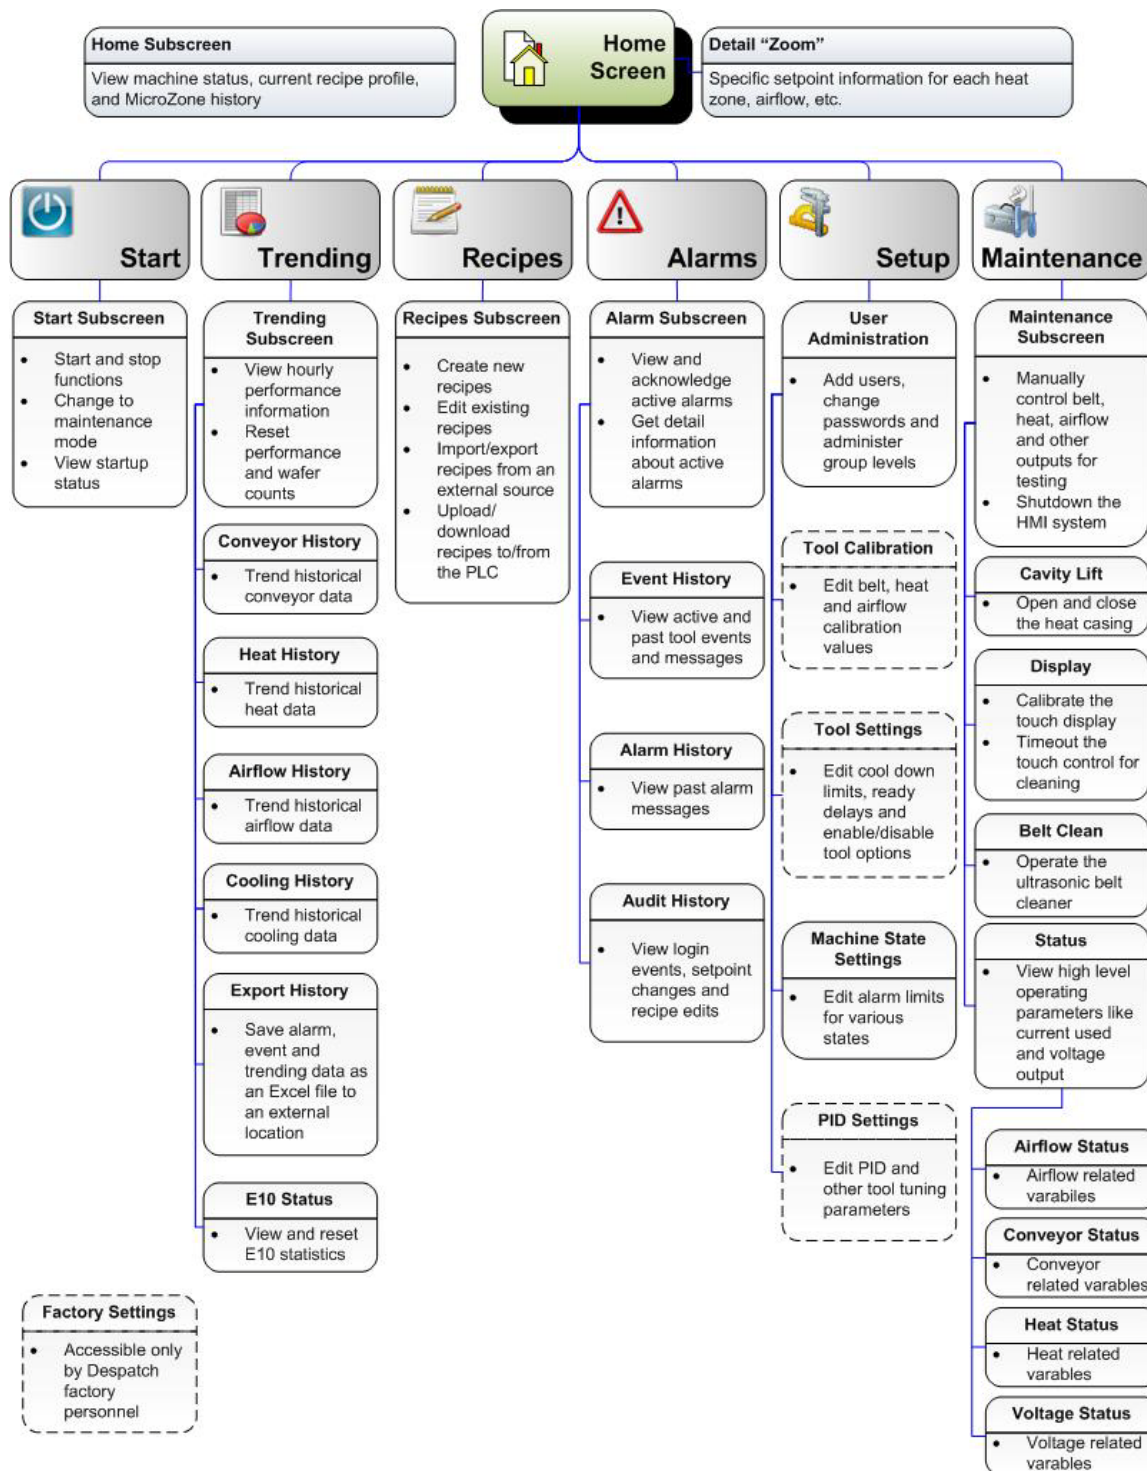 Home Subscreen
View machine status, current recipe profile,
and MicroZone history
Home
Screen
Detail “Zoom”
Specific setpoint information for each heat
zone, airflow, etc.
Start
Trending
Recipes
Alarms
Setup
Maintenance
Start Subscreen
• Start and stop
functions
• Change to
maintenance
mode
• View startup
status
Trending
Subscreen
• View hourly
performance
information
• Reset
performance
and wafer
counts
Conveyor History
• Trend historical
conveyor data
Heat History
• Trend historical
heat data
Airflow History
• Trend historical
airflow data
Cooling History
• Trend historical
cooling data
Export History
• Save alarm,
event and
trending data as
an Excel file to
an external
location
E10 Status
• View and reset
E10 statistics
Recipes Subscreen
• Create new
recipes
• Edit existing
recipes
• Import/export
recipes from an
external source
• Upload/
download
recipes to/from
the PLC
Alarm Subscreen
• View and
acknowledge
active alarms
• Get detail
information
about active
alarms
Event History
• View active and
past tool events
and messages
Alarm History
• View past alarm
messages
Audit History
• View login
events, setpoint
changes and
recipe edits
User
Administration
• Add users,
change
passwords and
administer
group levels
Tool Calibration
• Edit belt, heat
and airflow
calibration
values
Tool Settings
• Edit cool down
limits, ready
delays and
enable/disable
tool options
Machine State
Settings
• Edit alarm limits
for various
states
PID Settings
• Edit PID and
other tool tuning
parameters
Maintenance
Subscreen
• Manually
control belt,
heat, airflow
and other
outputs for
testing
• Shutdown the
HMI system
Cavity Lift
• Open and close
the heat casing
Display
• Calibrate the
touch display
• Timeout the
touch control for
cleaning
Belt Clean
• Operate the
ultrasonic belt
cleaner
Status
• View high level
operating
parameters like
current used
and voltage
output
Airflow Status
• Airflow related
varabiles
Conveyor Status
• Conveyor
related varables
Heat Status
• Heat related
varables
Voltage Status
• Voltage related
varables
Factory Settings
• Accessible only
by Despatch
factory
personnel